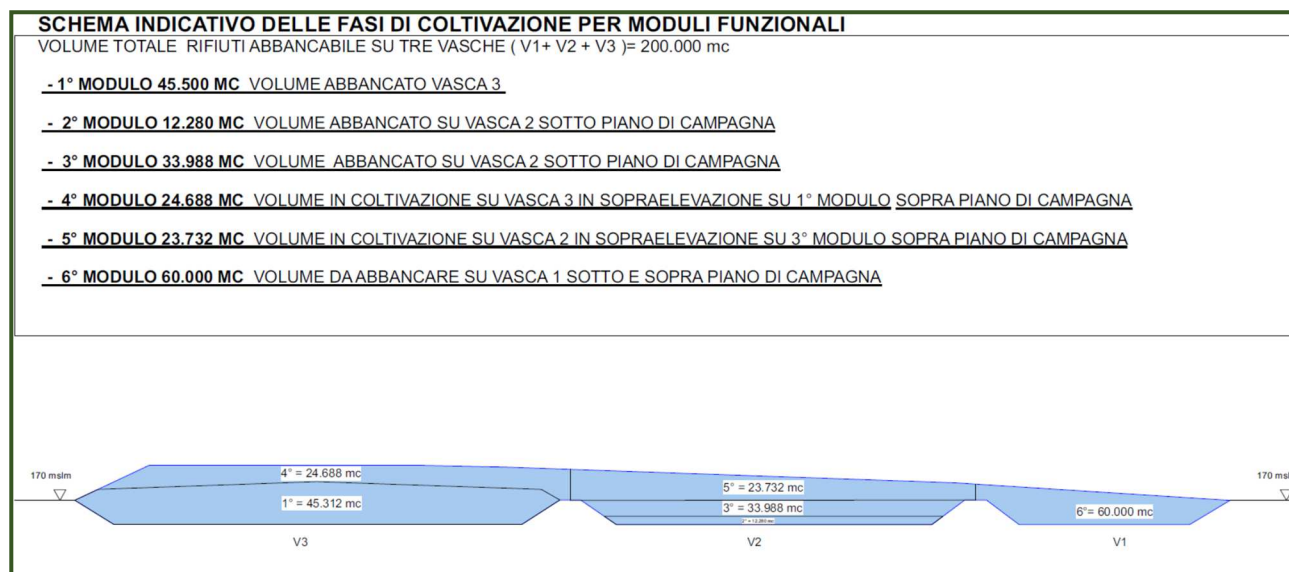 SCHEMA INDICATIVO DELLE FASI DI COLTIVAZIONE PER MODULI FUNZIONALI
VOLUME TOTALE RIFIUTI ABBANCABILE SU TRE VASCHE ( V1+ V2 + V3 )= 200.000 mc
- 1° MODULO 45.500 MC VOLUME ABBANCATO VASCA 3
- 2° MODULO 12.280 MC VOLUME ABBANCATO SU VASCA 2 SOTTO PIANO DI CAMPAGNA
- 3° MODULO 33.988 MC VOLUME ABBANCATO SU VASCA 2 SOTTO PIANO DI CAMPAGNA
- 4° MODULO 24.688 MC VOLUME IN COLTIVAZIONE SU VASCA 3 IN SOPRAELEVAZIONE SU 1° MODULO SOPRA PIANO DI CAMPAGNA
- 5° MODULO 23.732 MC VOLUME IN COLTIVAZIONE SU VASCA 2 IN SOPRAELEVAZIONE SU 3° MODULO SOPRA PIANO DI CAMPAGNA
- 6° MODULO 60.000 MC VOLUME DA ABBANCARE SU VASCA 1 SOTTO E SOPRA PIANO DI CAMPAGNA
170 mslm
4° = 24.688 mc
1° = 45.312 mc
5° = 23.732 mc
3° = 33.988 mc
2° = 12.280 mc
6°= 60.000 mc
170 msl
V3
V2
V1